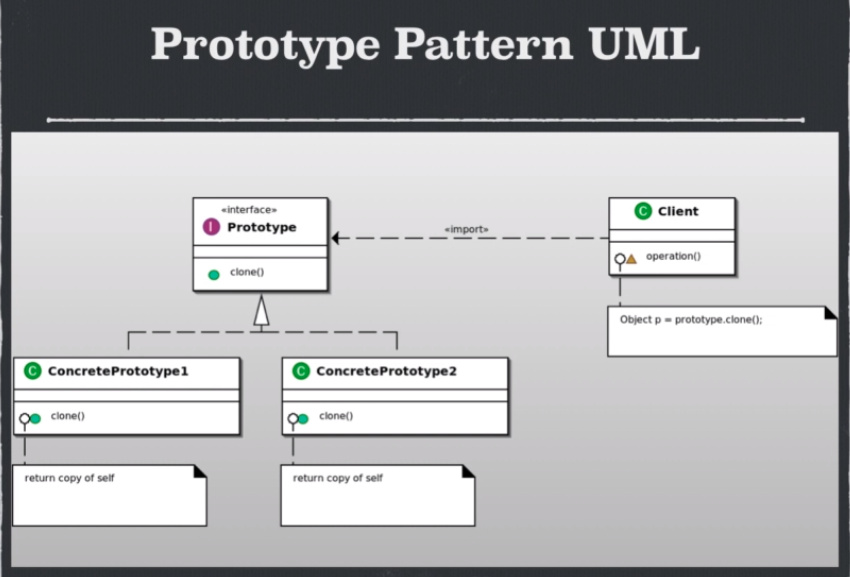 Prototype Pattern UML
«interface»
I Prototype
clone()
«import»
C Client
operation()
Object p = prototype.clone();
C ConcretePrototype1
clone()
return copy of self
C ConcretePrototype2
clone()
return copy of self